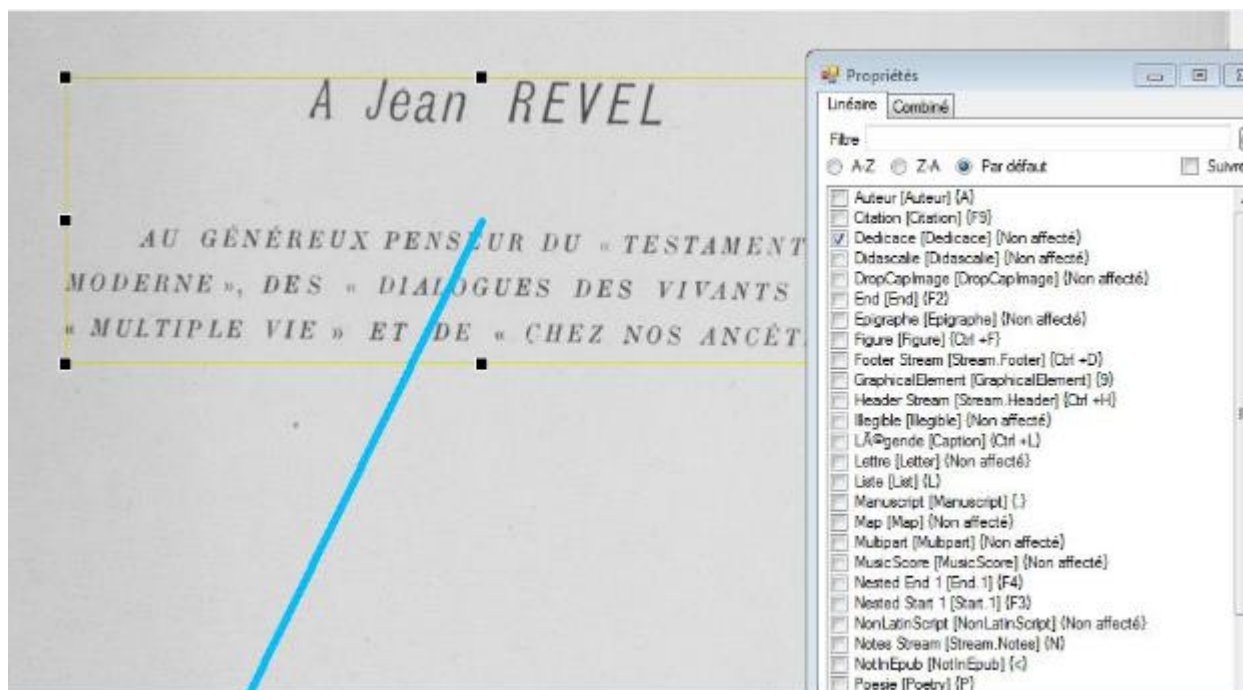 A Jean REVEL
AU GÉNÉREUX PENSEUR DU « TESTAMENT
MODERNE », DES « DIALOGUES DES VIVANTS
« MULTIPLE VIE » ET DE « CHEZ NOS ANCÊT
Propriétés
Linéaire Combiné
Filtre
A-Z Z-A Par défaut Suivre
Auteur [Auteur] {A}
Citation [Citation] {F9}
Dedicace [Dedicace] {Non affecté}
Didascalie [Didascalie] {Non affecté}
DropCapImage [DropCapImage] {Non affecté}
End [End] {F2}
Epigraphe [Epigraphe] {Non affecté}
Figure [Figure] {Ctrl +F}
Footer Stream [Stream.Footer] {Ctrl +D}
GraphicalElement [GraphicalElement] {9}
Header Stream [Stream.Header] {Ctrl +H}
Illegible [Illegible] {Non affecté}
LÃ©gende [Caption] {Ctrl +L}
Lettre [Letter] {Non affecté}
Liste [List] {L}
Manuscript [Manuscript] {.}
Map [Map] {Non affecté}
Multipart [Multipart] {Non affecté}
MusicScore [MusicScore] {Non affecté}
Nested End 1 [End.1] {F4}
Nested Start 1 [Start.1] {F3}
NonLatinScript [NonLatinScript] {Non affecté}
Notes Stream [Stream.Notes] {N}
NotInEpub [NotInEpub] {<}
Poesie [Poetry] {P}